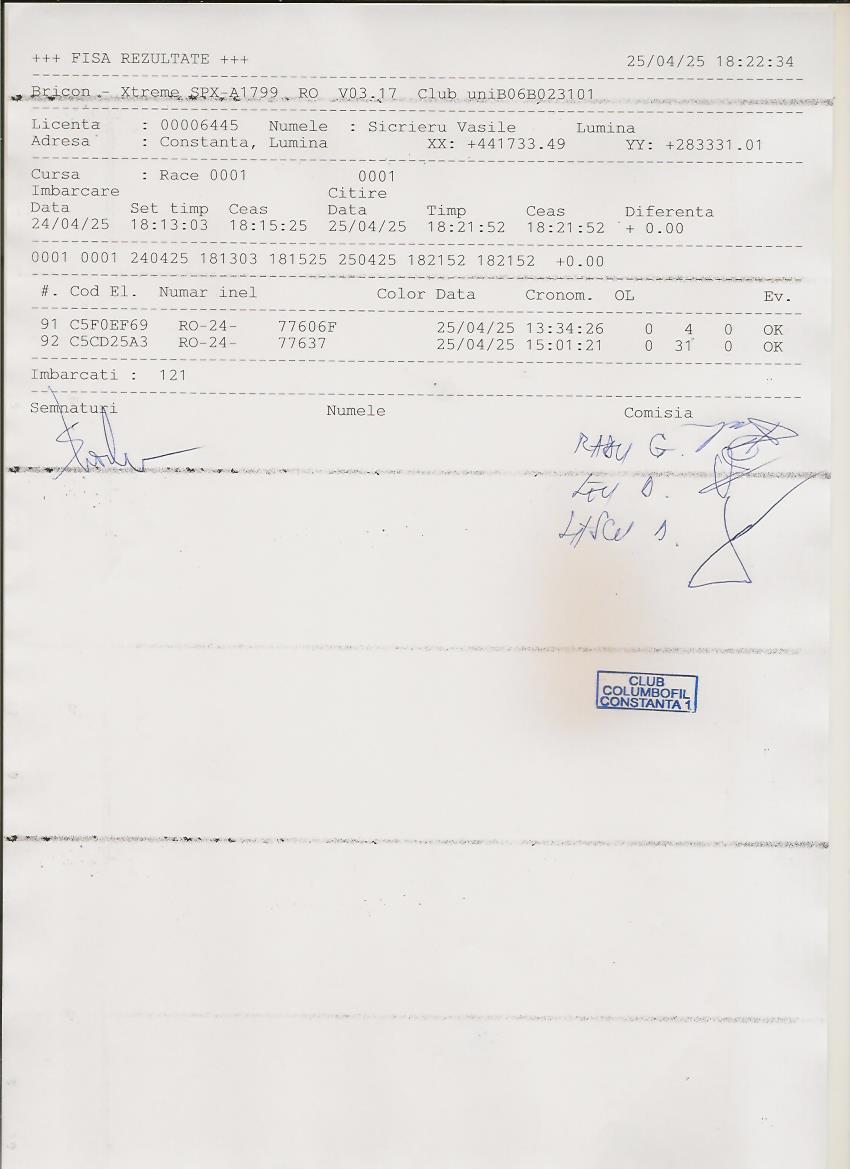 +++ FISA REZULTATE +++ 25/04/25 18:22:34
Bricon - Xtreme SPX-A1799 RO V03.17 Club uniB06B023101
Licenta : 00006445 Numele : Sicrieru Vasile Lumina
Adresa : Constanta, Lumina XX: +441733.49 YY: +283331.01
Cursa : Race 0001 0001
Imbarcare Citire
Data Set timp Ceas Data Timp Ceas Diferenta
24/04/25 18:13:03 18:15:25 25/04/25 18:21:52 18:21:52 + 0.00
0001 0001 240425 181303 181525 250425 182152 182152 +0.00
#. Cod El. Numar inel Color Data Cronom. OL Ev.
91 C5F0EF69 RO-24- 77606F 25/04/25 13:34:26 0 4 0 OK
92 C5CD25A3 RO-24- 77637 25/04/25 15:01:21 0 31 0 OK
Imbarcati : 121
Semnaturi Numele Comisia
RADU G.
D.
LASCU D.
CLUB
COLUMBOFIL
CONSTANTA 1